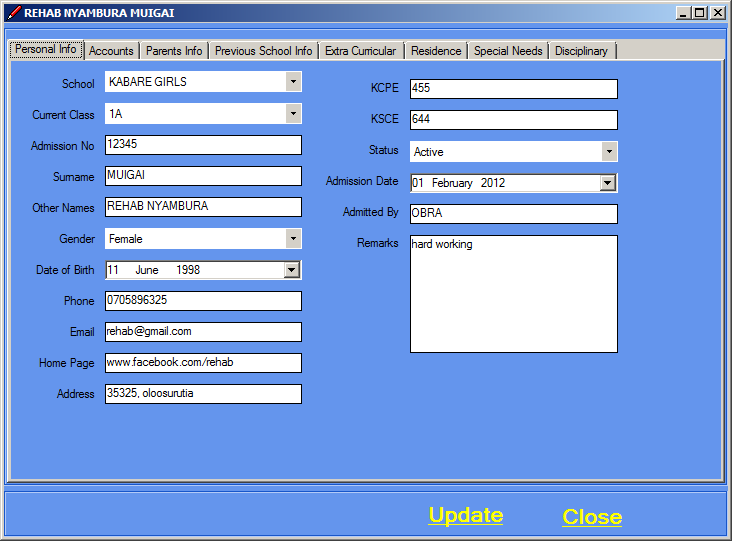 REHAB NYAMBURA MUIGAI
Personal Info Accounts Parents Info Previous School Info Extra Curricular Residence Special Needs Disciplinary
School KABARE GIRLS
Current Class 1A
Admission No 12345
Surname MUIGAI
Other Names REHAB NYAMBURA
Gender Female
Date of Birth 11 June 1998
Phone 0705896325
Email rehab@gmail.com
Home Page www.facebook.com/rehab
Address 35325, oloosurutia
KCPE 455
KSCE 644
Status Active
Admission Date 01 February 2012
Admitted By OBRA
Remarks hard working
Update Close